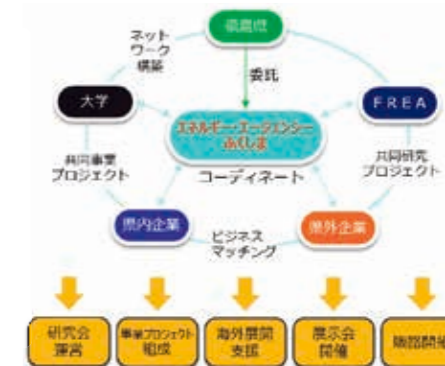 福島県
ネット
ワーク
構築
委託
大学
FREA
エネルギー・エージェンシー
ふくしま
共同事業
プロジェクト
コーディネート
共同研究
プロジェクト
県内企業
県外企業
ビジネス
マッチング
研究会
運営
事業プロジェクト
組成
海外展開
支援
展示会
開催
販路開拓